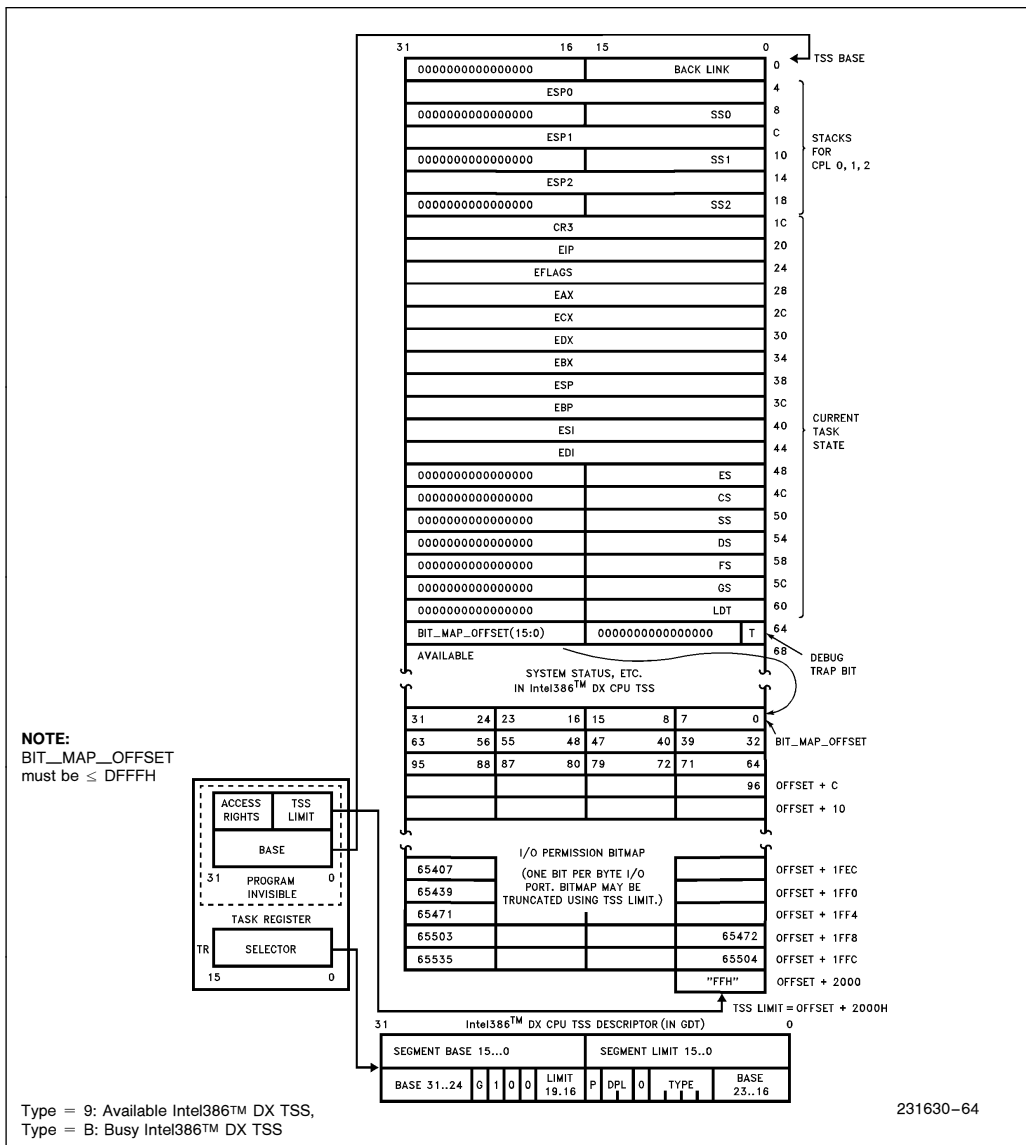 31 16 15 0
0000000000000000 BACK LINK 0 TSS BASE
ESP0 4
0000000000000000 SS0 8
ESP1 C
0000000000000000 SS1 10
ESP2 14
0000000000000000 SS2 18
STACKS
FOR
CPL 0, 1, 2
CR3 1C
EIP 20
EFLAGS 24
EAX 28
ECX 2C
EDX 30
EBX 34
ESP 38
EBP 3C
ESI 40
EDI 44
0000000000000000 ES 48
0000000000000000 CS 4C
0000000000000000 SS 50
0000000000000000 DS 54
0000000000000000 FS 58
0000000000000000 GS 5C
0000000000000000 LDT 60
CURRENT
TASK
STATE
BIT_MAP_OFFSET(15:0) 0000000000000000 T 64
AVAILABLE 68
DEBUG
TRAP BIT
SYSTEM STATUS, ETC.
IN Intel386™ DX CPU TSS
31 24 23 16 15 8 7 0
63 56 55 48 47 40 39 32 BIT_MAP_OFFSET
95 88 87 80 79 72 71 64
96 OFFSET + C
OFFSET + 10
NOTE:
BIT__MAP__OFFSET
must be ≤ DFFFH
ACCESS RIGHTS TSS LIMIT
BASE
31 0
PROGRAM
INVISIBLE
TASK REGISTER
TR SELECTOR
15 0
I/O PERMISSION BITMAP
(ONE BIT PER BYTE I/O
PORT. BITMAP MAY BE
TRUNCATED USING TSS LIMIT.)
65407 OFFSET + 1FEC
65439 OFFSET + 1FF0
65471 OFFSET + 1FF4
65503 65472 OFFSET + 1FF8
65535 65504 OFFSET + 1FFC
"FFH" OFFSET + 2000
TSS LIMIT = OFFSET + 2000H
31 Intel386™ DX CPU TSS DESCRIPTOR (IN GDT) 0
SEGMENT BASE 15...0 SEGMENT LIMIT 15...0
BASE 31..24 G 1 0 0 LIMIT 19.16 P DPL 0 TYPE BASE 23..16
Type = 9: Available Intel386™ DX TSS,
Type = B: Busy Intel386™ DX TSS
231630–64